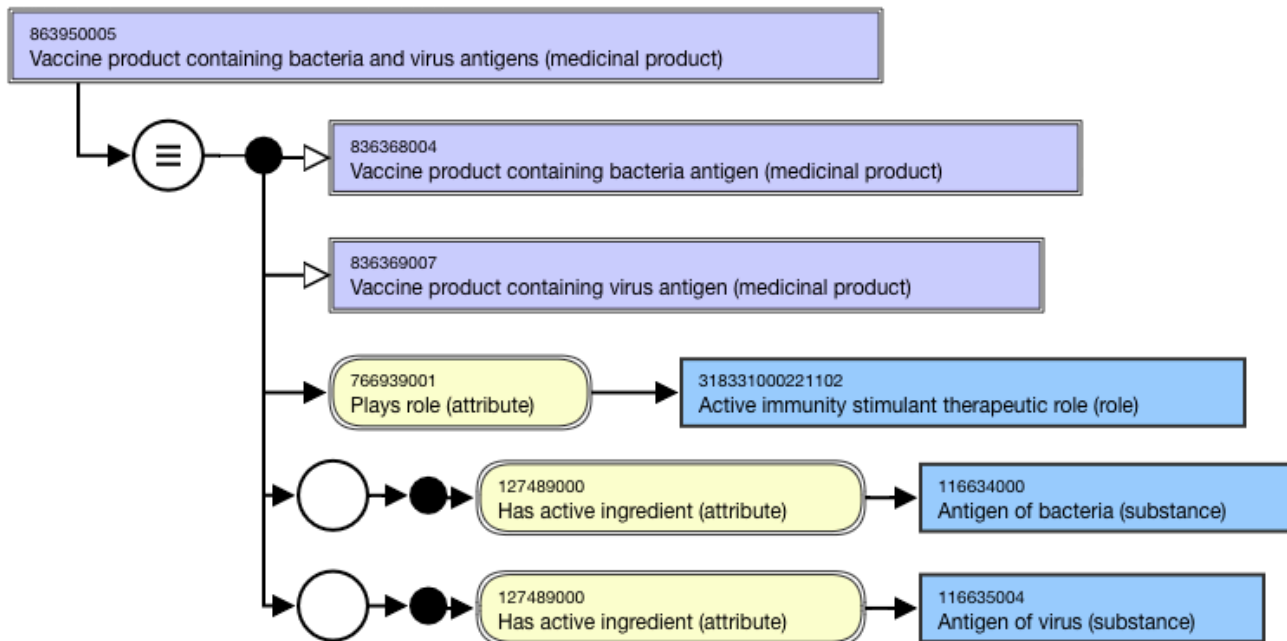 863950005
Vaccine product containing bacteria and virus antigens (medicinal product)
836368004
Vaccine product containing bacteria antigen (medicinal product)
836369007
Vaccine product containing virus antigen (medicinal product)
766939001
Plays role (attribute)
318331000221102
Active immunity stimulant therapeutic role (role)
127489000
Has active ingredient (attribute)
116634000
Antigen of bacteria (substance)
127489000
Has active ingredient (attribute)
116635004
Antigen of virus (substance)